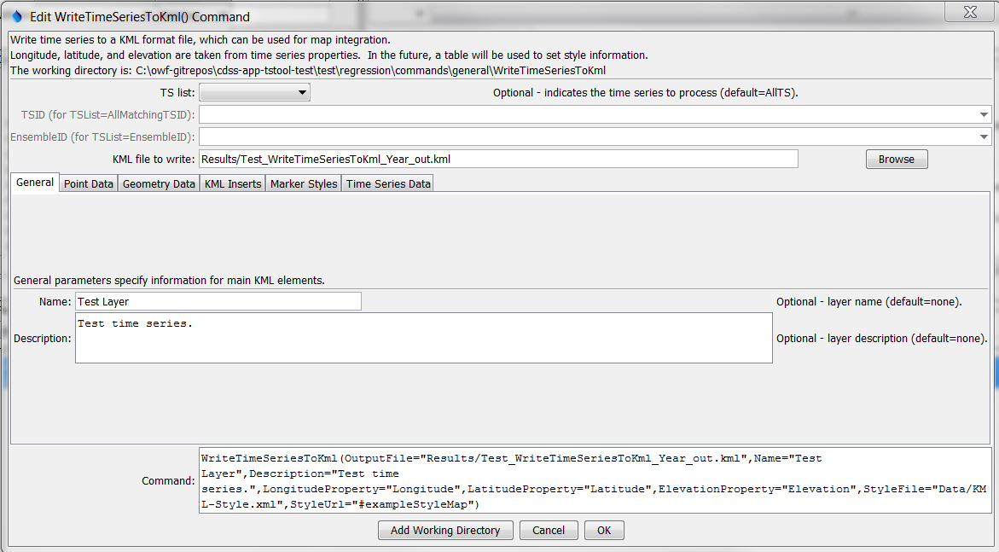 Edit WriteTimeSeriesToKml() Command
Write time series to a KML format file, which can be used for map integration.
Longitude, latitude, and elevation are taken from time series properties.  In the future, a table will be used to set style information.
The working directory is: C:\owf-gitrepos\cdss-app-tstool-test\test\regression\commands\general\WriteTimeSeriesToKml
TS list: Optional - indicates the time series to process (default=AllTS).
TSID (for TSList=AllMatchingTSID):
EnsembleID (for TSList=EnsembleID):
KML file to write: Results/Test_WriteTimeSeriesToKml_Year_out.kml Browse
General Point Data Geometry Data KML Inserts Marker Styles Time Series Data
General parameters specify information for main KML elements.
Name: Test Layer Optional - layer name (default=none).
Description: Test time series. Optional - layer description (default=none).
Command: WriteTimeSeriesToKml(OutputFile="Results/Test_WriteTimeSeriesToKml_Year_out.kml",Name="Test
Layer",Description="Test time
series.",LongitudeProperty="Longitude",LatitudeProperty="Latitude",ElevationProperty="Elevation",StyleFile="Data/KM
L-Style.xml",StyleUrl="#exampleStyleMap")
Add Working Directory Cancel OK